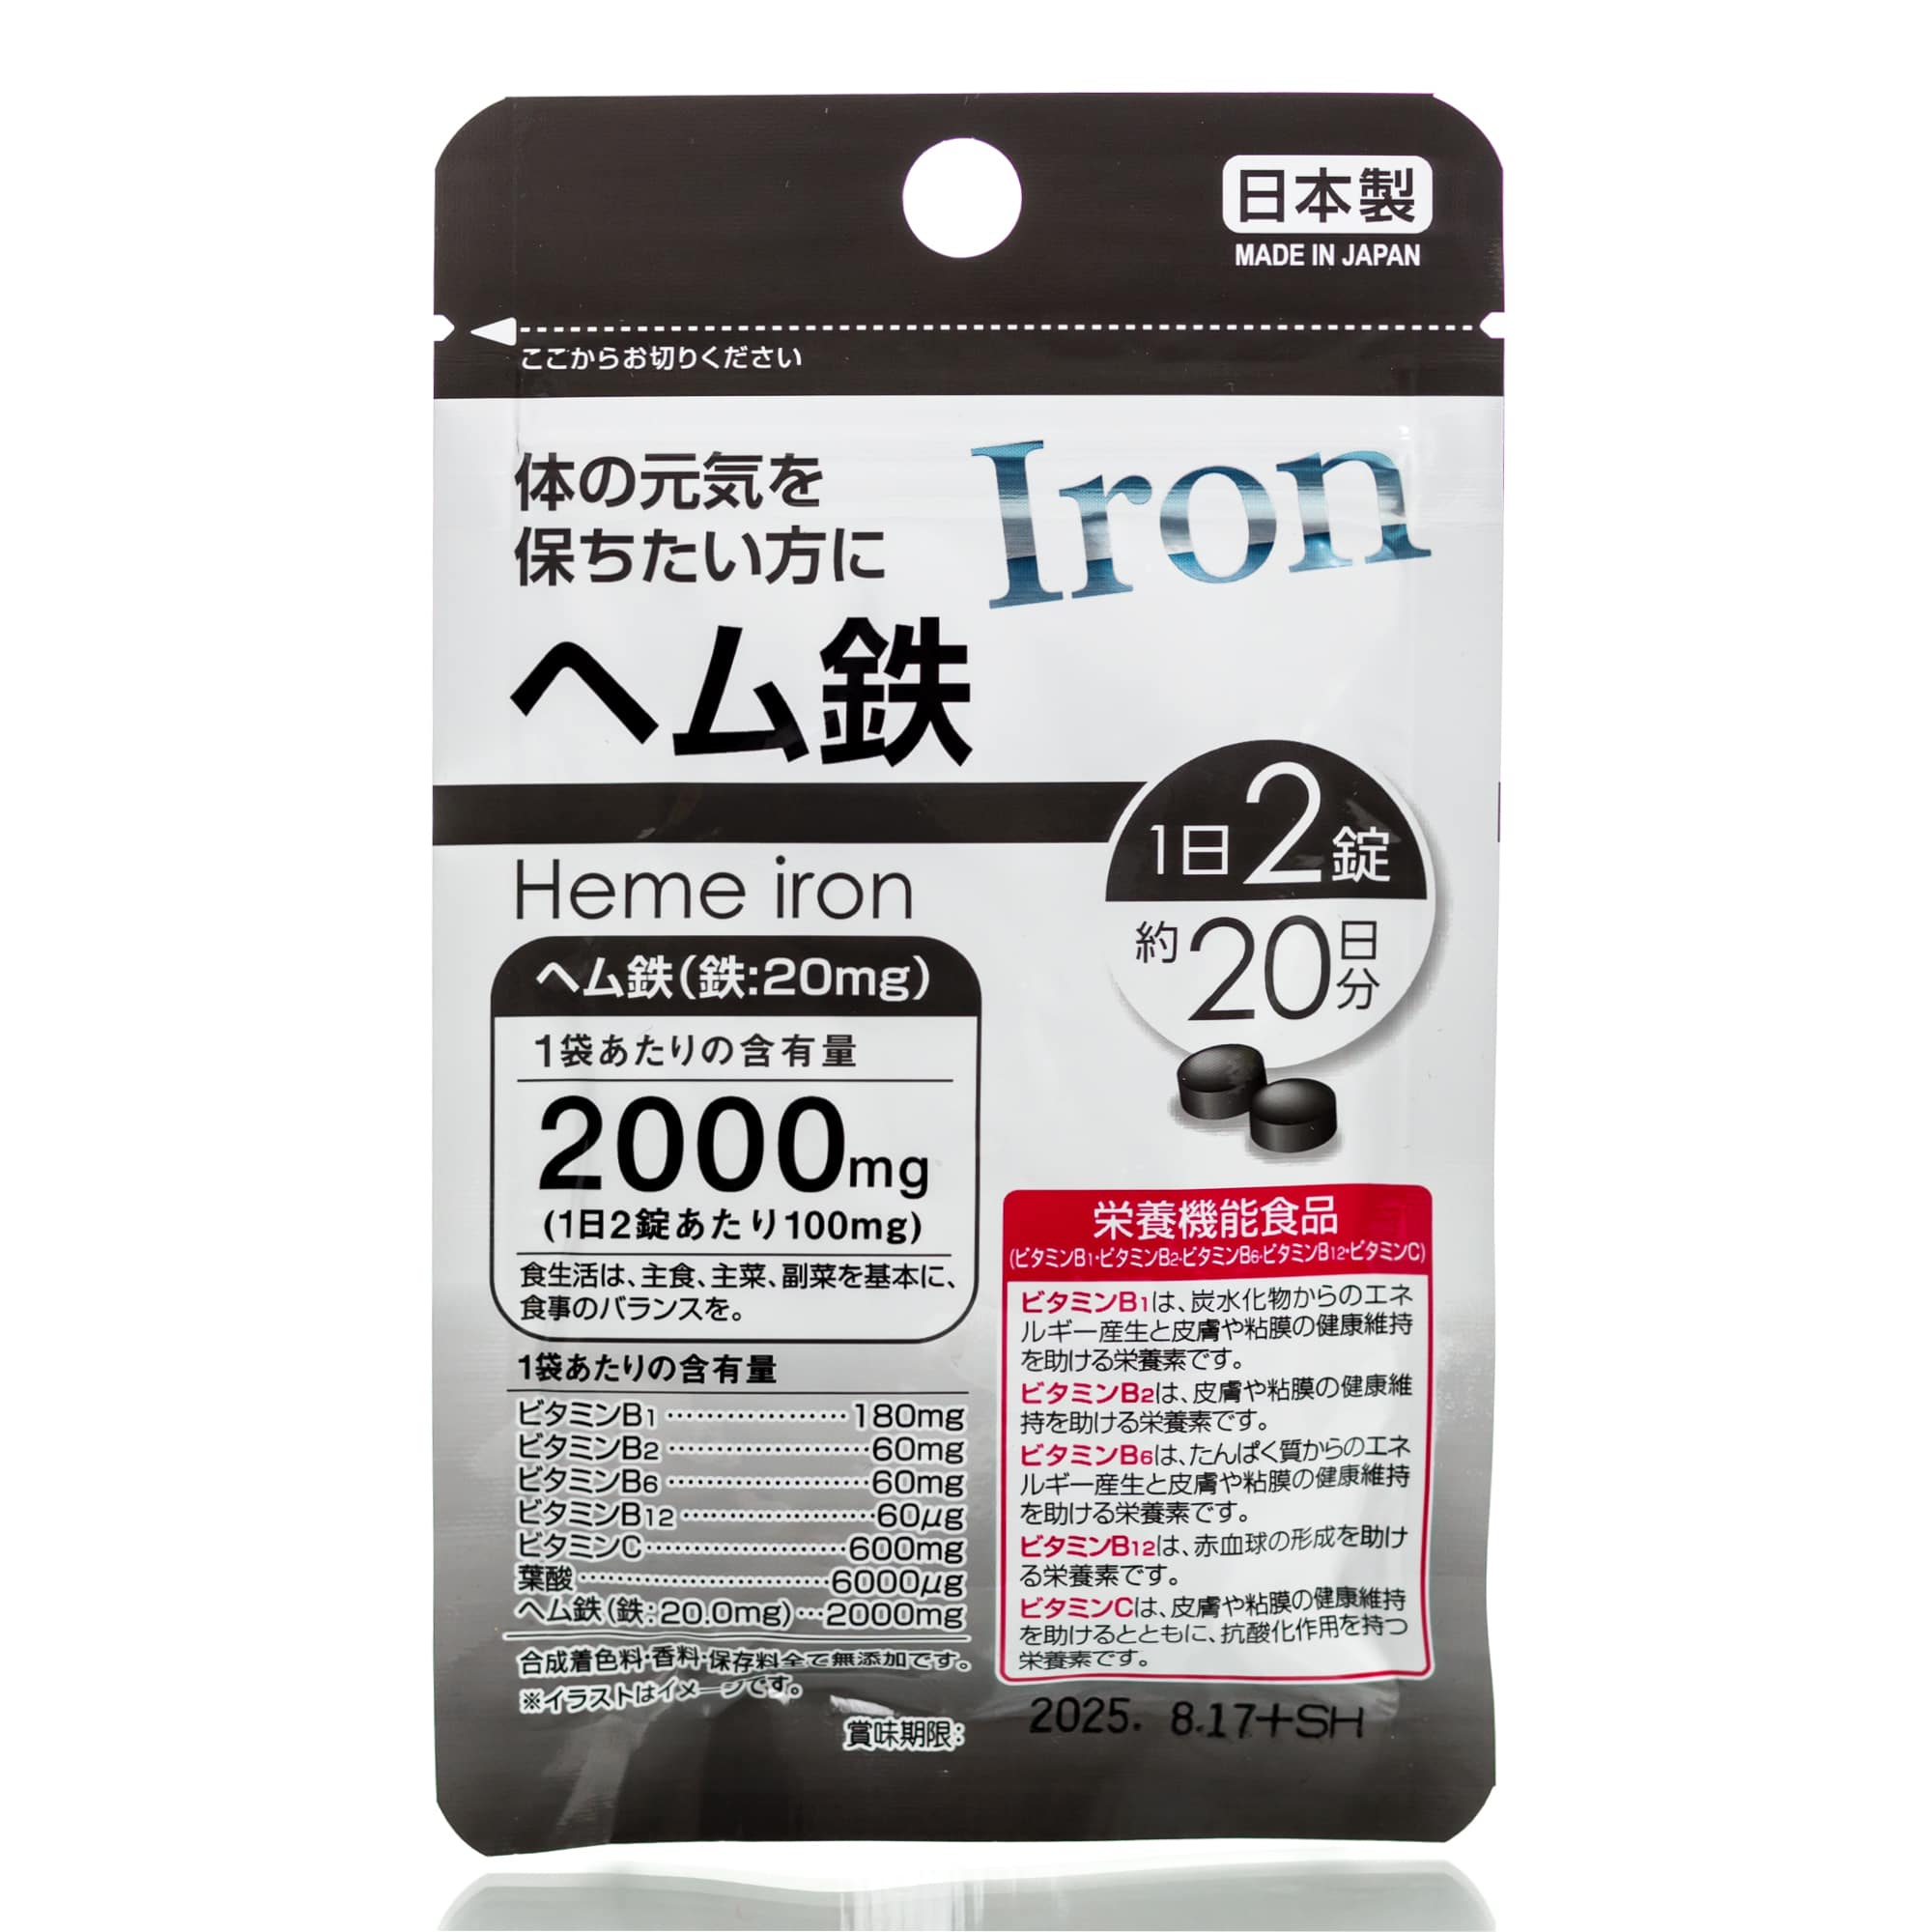 日本製
MADE IN JAPAN
ここからお切りください
体の元気を
保ちたい方に
Iron
ヘム鉄
1日2錠
約20日分
Heme iron
ヘム鉄(鉄:20mg)
1袋あたりの含有量
2000mg
(1日2錠あたり100mg)
食生活は、主食、主菜、副菜を基本に、
食事のバランスを。
1袋あたりの含有量
ビタミンB1 ･･････････････････ 180mg
ビタミンB2 ････････････････････ 60mg
ビタミンB6 ････････････････････ 60mg
ビタミンB12 ･･･････････････････ 60μg
ビタミンC ････････････････････ 600mg
葉酸 ･････････････････････････ 6000μg
ヘム鉄(鉄:20.0mg) ･･･ 2000mg
合成着色料・香料・保存料全て無添加です。
※イラストはイメージです。
栄養機能食品
(ビタミンB1・ビタミンB2・ビタミンB6・ビタミンB12・ビタミンC)
ビタミンB1は、炭水化物からのエネ
ルギー産生と皮膚や粘膜の健康維持
を助ける栄養素です。
ビタミンB2は、皮膚や粘膜の健康維
持を助ける栄養素です。
ビタミンB6は、たんぱく質からのエネ
ルギー産生と皮膚や粘膜の健康維持
を助ける栄養素です。
ビタミンB12は、赤血球の形成を助け
る栄養素です。
ビタミンCは、皮膚や粘膜の健康維持
を助けるとともに、抗酸化作用を持つ
栄養素です。
賞味期限: 2025. 8.17+SH